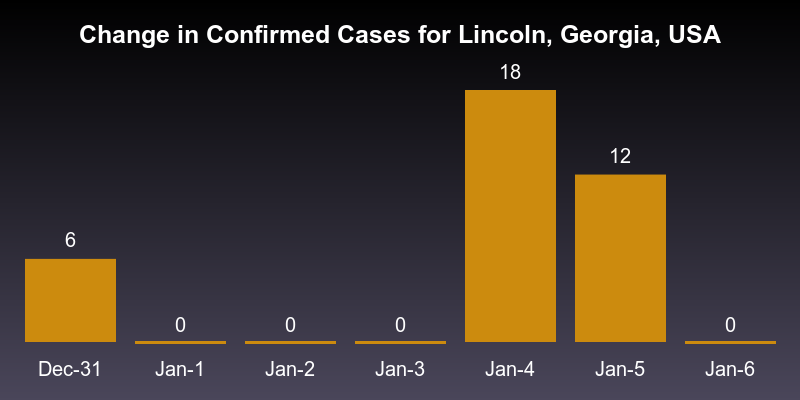 Change in Confirmed Cases for Lincoln, Georgia, USA
6
0
0
0
18
12
0
Dec-31
Jan-1
Jan-2
Jan-3
Jan-4
Jan-5
Jan-6